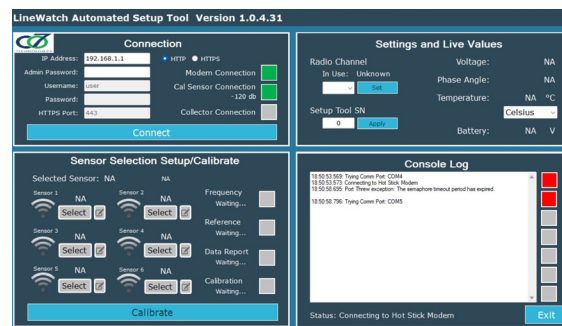 LineWatch Automated Setup Tool Version 1.0.4.31
Connection
IP Address: 192.168.1.1
HTTP HTTPS
Admin Password:
Modem Connection
Username: user
Cal Sensor Connection
-120 db
Password:
HTTPS Port: 443
Collector Connection
Connect
Settings and Live Values
Radio Channel
In Use: Unknown
Set
Setup Tool SN
0 Apply
Voltage: NA
Phase Angle: NA
Temperature: NA °C
Celsius
Battery: NA V
Sensor Selection Setup/Calibrate
Selected Sensor: NA NA
Sensor 1 NA Select
Sensor 2 NA Select
Sensor 3 NA Select
Sensor 4 NA Select
Sensor 5 NA Select
Sensor 6 NA Select
Frequency
Waiting...
Reference
Waiting...
Data Report
Waiting...
Calibration
Waiting...
Calibrate
Console Log
18:50:53.569: Trying Comm Port: COM4
18:50:53.573: Connecting to Hot Stick Modem
18:50:58.695: Port Threw exception: The semaphore timeout period has expired.
18:50:58.796: Trying Comm Port: COM5
Status: Connecting to Hot Stick Modem
Exit